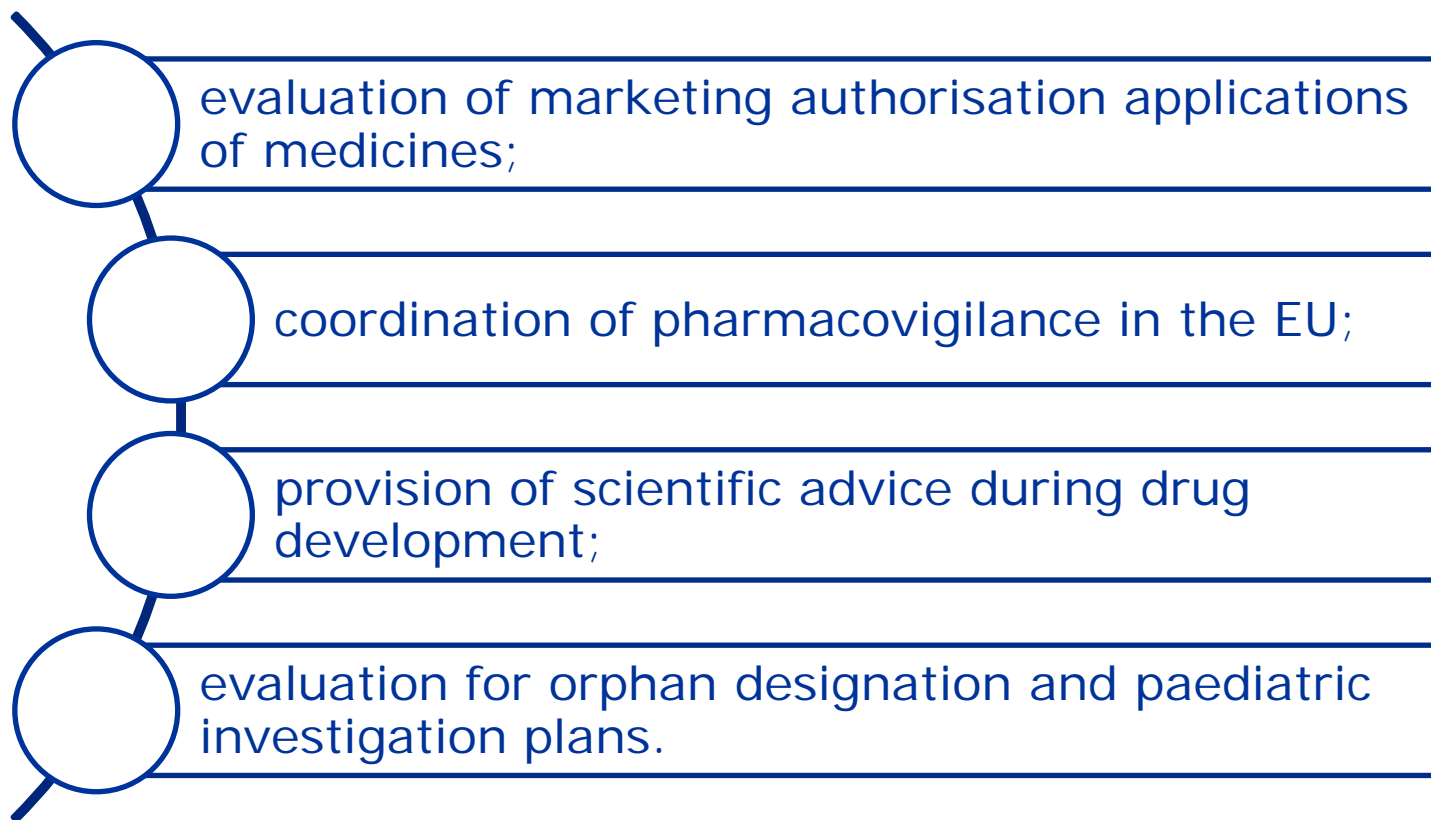 evaluation of marketing authorisation applications
of medicines;
coordination of pharmacovigilance in the EU;
provision of scientific advice during drug
development;
evaluation for orphan designation and paediatric
investigation plans.